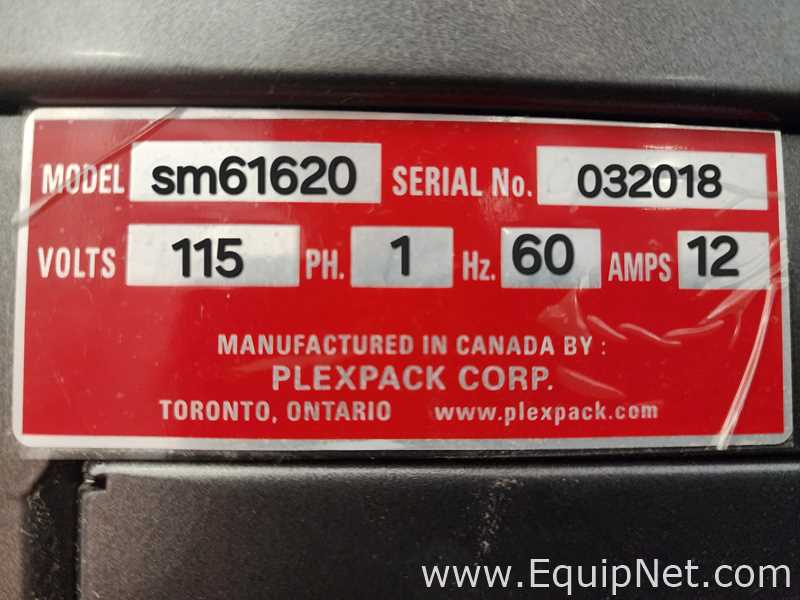 MODEL sm61620 SERIAL No. 032018
VOLTS 115 PH. 1 Hz. 60 AMPS 12
MANUFACTURED IN CANADA BY :
PLEXPACK CORP.
TORONTO, ONTARIO www.plexpack.com
www.EquipNet.com